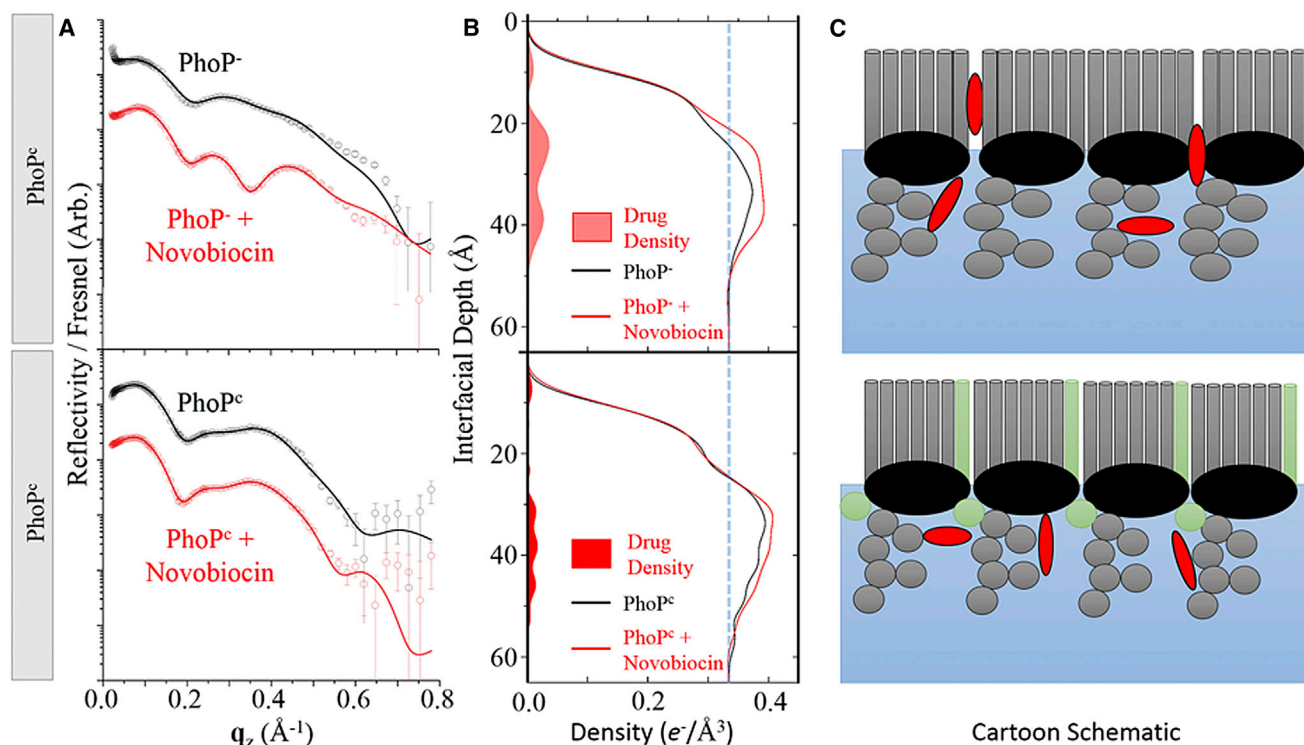 A
B
C
PhoPᶜ
PhoPᶜ
Reflectivity / Fresnel (Arb.)
PhoP⁻
PhoP⁻ +
Novobiocin
PhoPᶜ
PhoPᶜ +
Novobiocin
0.0 0.2 0.4 0.6 0.8
q_z (Å⁻¹)
Interfacial Depth (Å)
0
20
40
60
Drug
Density
PhoP⁻
PhoP⁻ +
Novobiocin
20
40
60
Drug
Density
PhoPᶜ
PhoPᶜ +
Novobiocin
0.0 0.2 0.4
Density (e⁻/Å³)
Cartoon Schematic